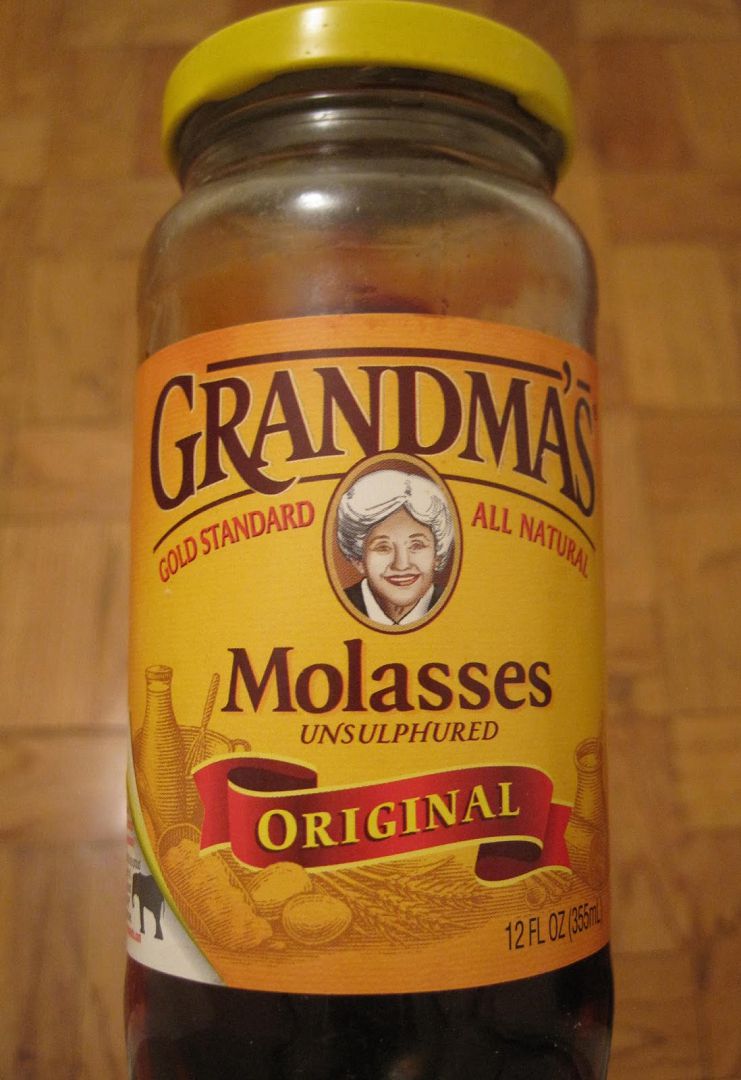 GRANDMA'S
GOLD STANDARD
ALL NATURAL
Molasses
UNSULPHURED
ORIGINAL
12 FL OZ (355mL)